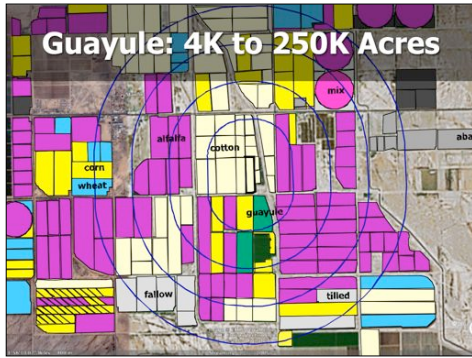 Guayule: 4K to 250K Acres
mix
alfalfa
aba
cotton
corn
wheat
guayule
fallow
tilled